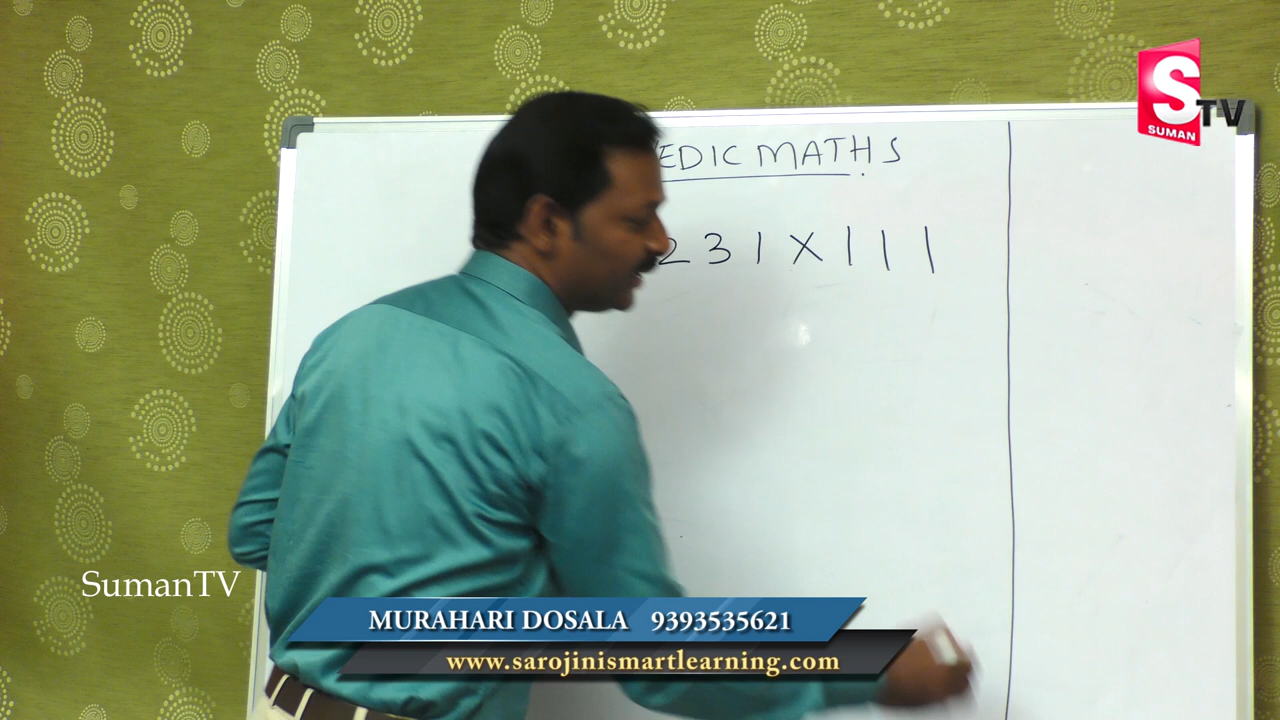 S TV
SUMAN
EDIC MATHS
231 X 111
SumanTV
MURAHARI DOSALA 9393535621
www.sarojinismartlearning.com